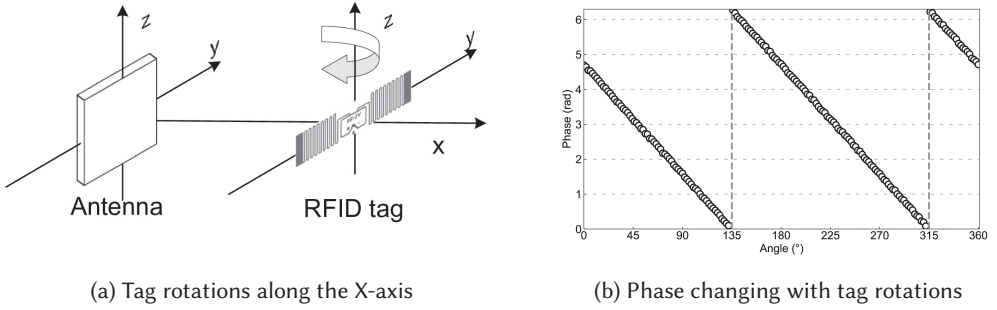 z
z
y
y
x
Antenna
RFID tag
6
5
4
3
2
1
0
Phase (rad)
0 45 90 135 180 225 270 315 360
Angle (°)
(a) Tag rotations along the X-axis
(b) Phase changing with tag rotations